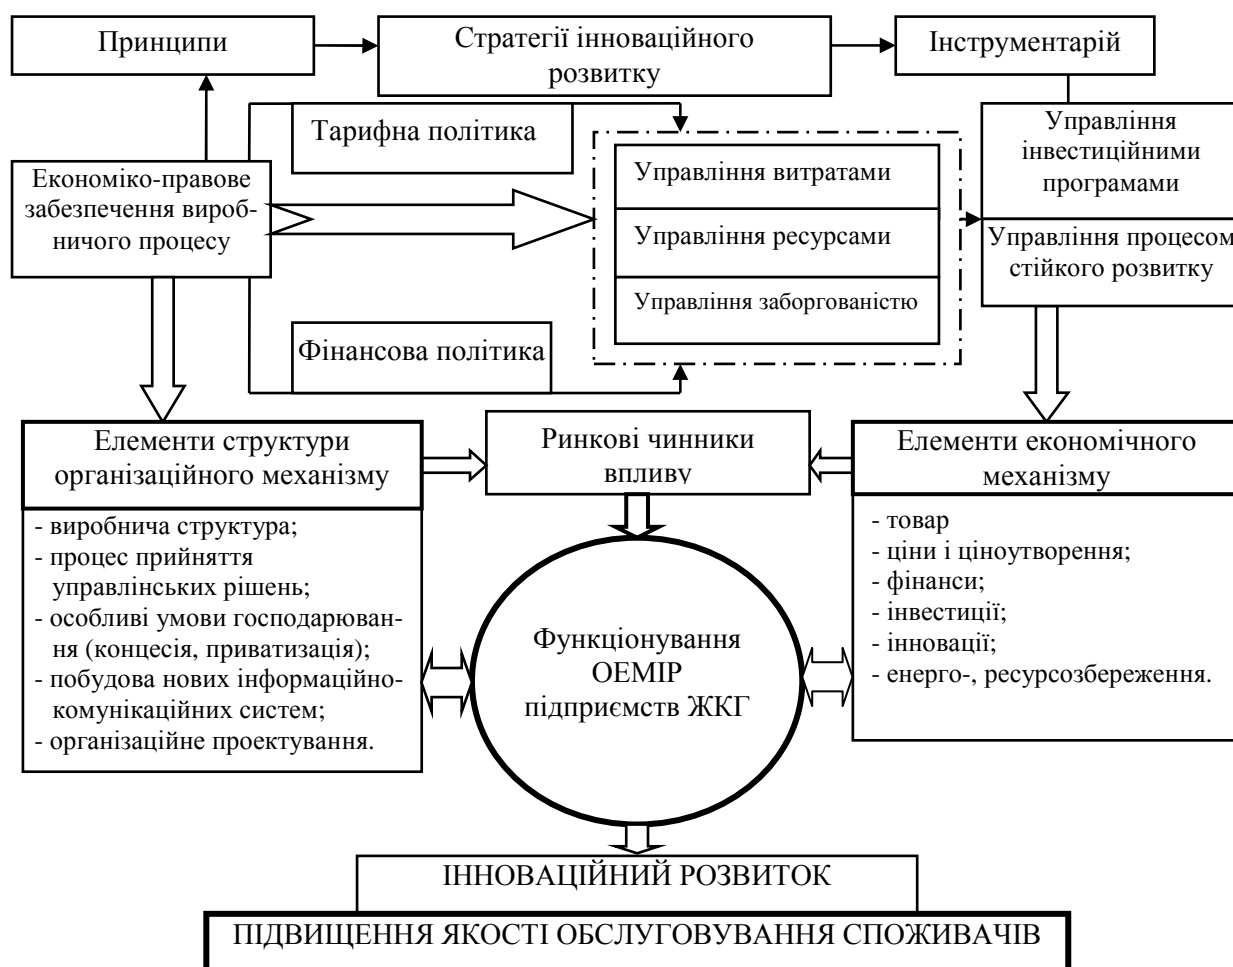 Принципи
Стратегії інноваційного
розвитку
Інструментарій
Тарифна політика
Економіко-правове
забезпечення вироб-
ничого процесу
Управління витратами
Управління ресурсами
Управління заборгованістю
Управління
інвестиційними
програмами
Управління процесом
стійкого розвитку
Фінансова політика
Елементи структури
організаційного механізму
Ринкові чинники
впливу
Елементи економічного
механізму
- виробнича структура;
- процес прийняття
управлінських рішень;
- особливі умови господарюван-
ня (концесія, приватизація);
- побудова нових інформаційно-
комунікаційних систем;
- організаційне проектування.
Функціонування
ОЕМІР
підприємств ЖКГ
- товар
- ціни і ціноутворення;
- фінанси;
- інвестиції;
- інновації;
- енерго-, ресурсозбереження.
ІННОВАЦІЙНИЙ РОЗВИТОК
ПІДВИЩЕННЯ ЯКОСТІ ОБСЛУГОВУВАННЯ СПОЖИВАЧІВ